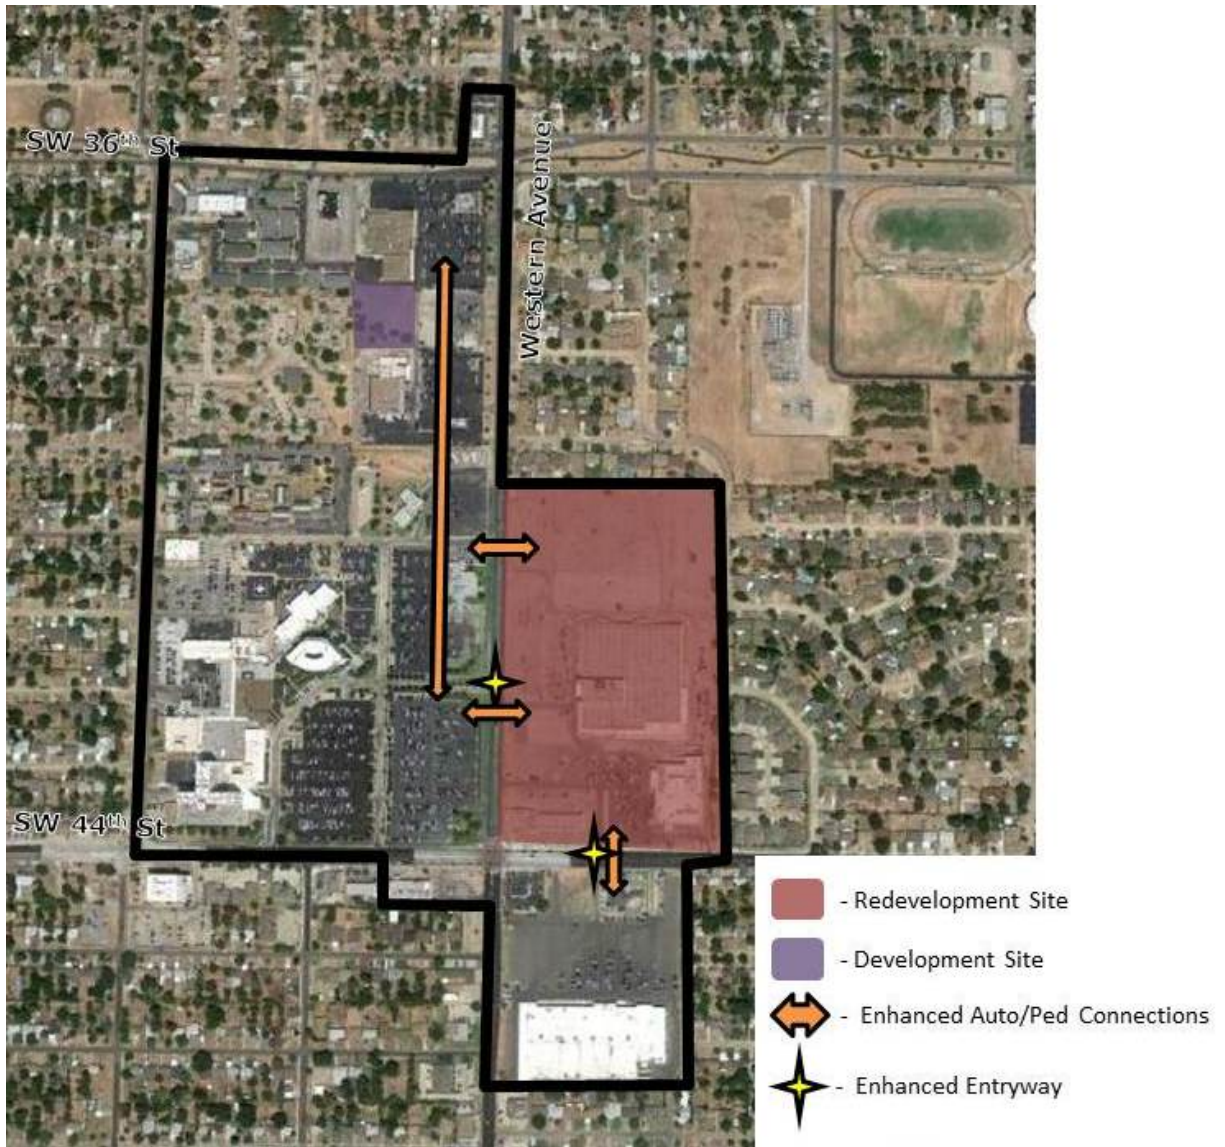 SW 36th St
Western Avenue
SW 44th St
- Redevelopment Site
- Development Site
- Enhanced Auto/Ped Connections
- Enhanced Entryway